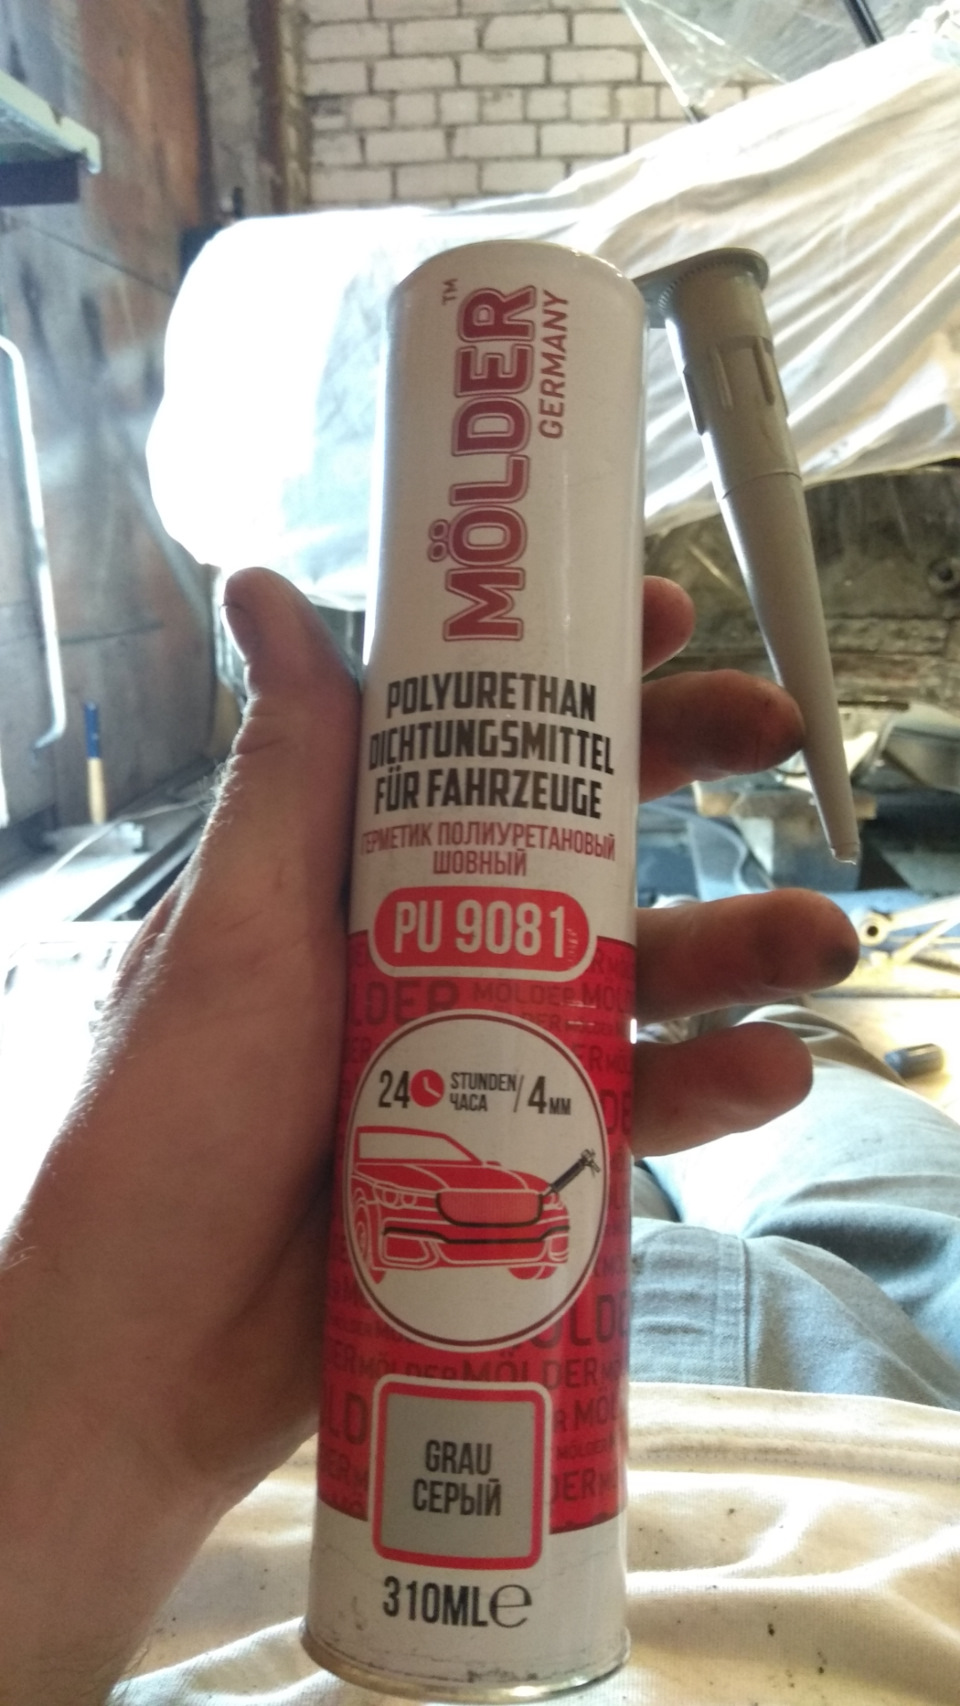 MÖLDER™
GERMANY
POLYURETHAN
DICHTUNGSMITTEL
FÜR FAHRZEUGE
ГЕРМЕТИК ПОЛИУРЕТАНОВЫЙ
ШОВНЫЙ
PU 9081
24 STUNDEN / 4 MM
ЧАСА
GRAU
СЕРЫЙ
310ML℮